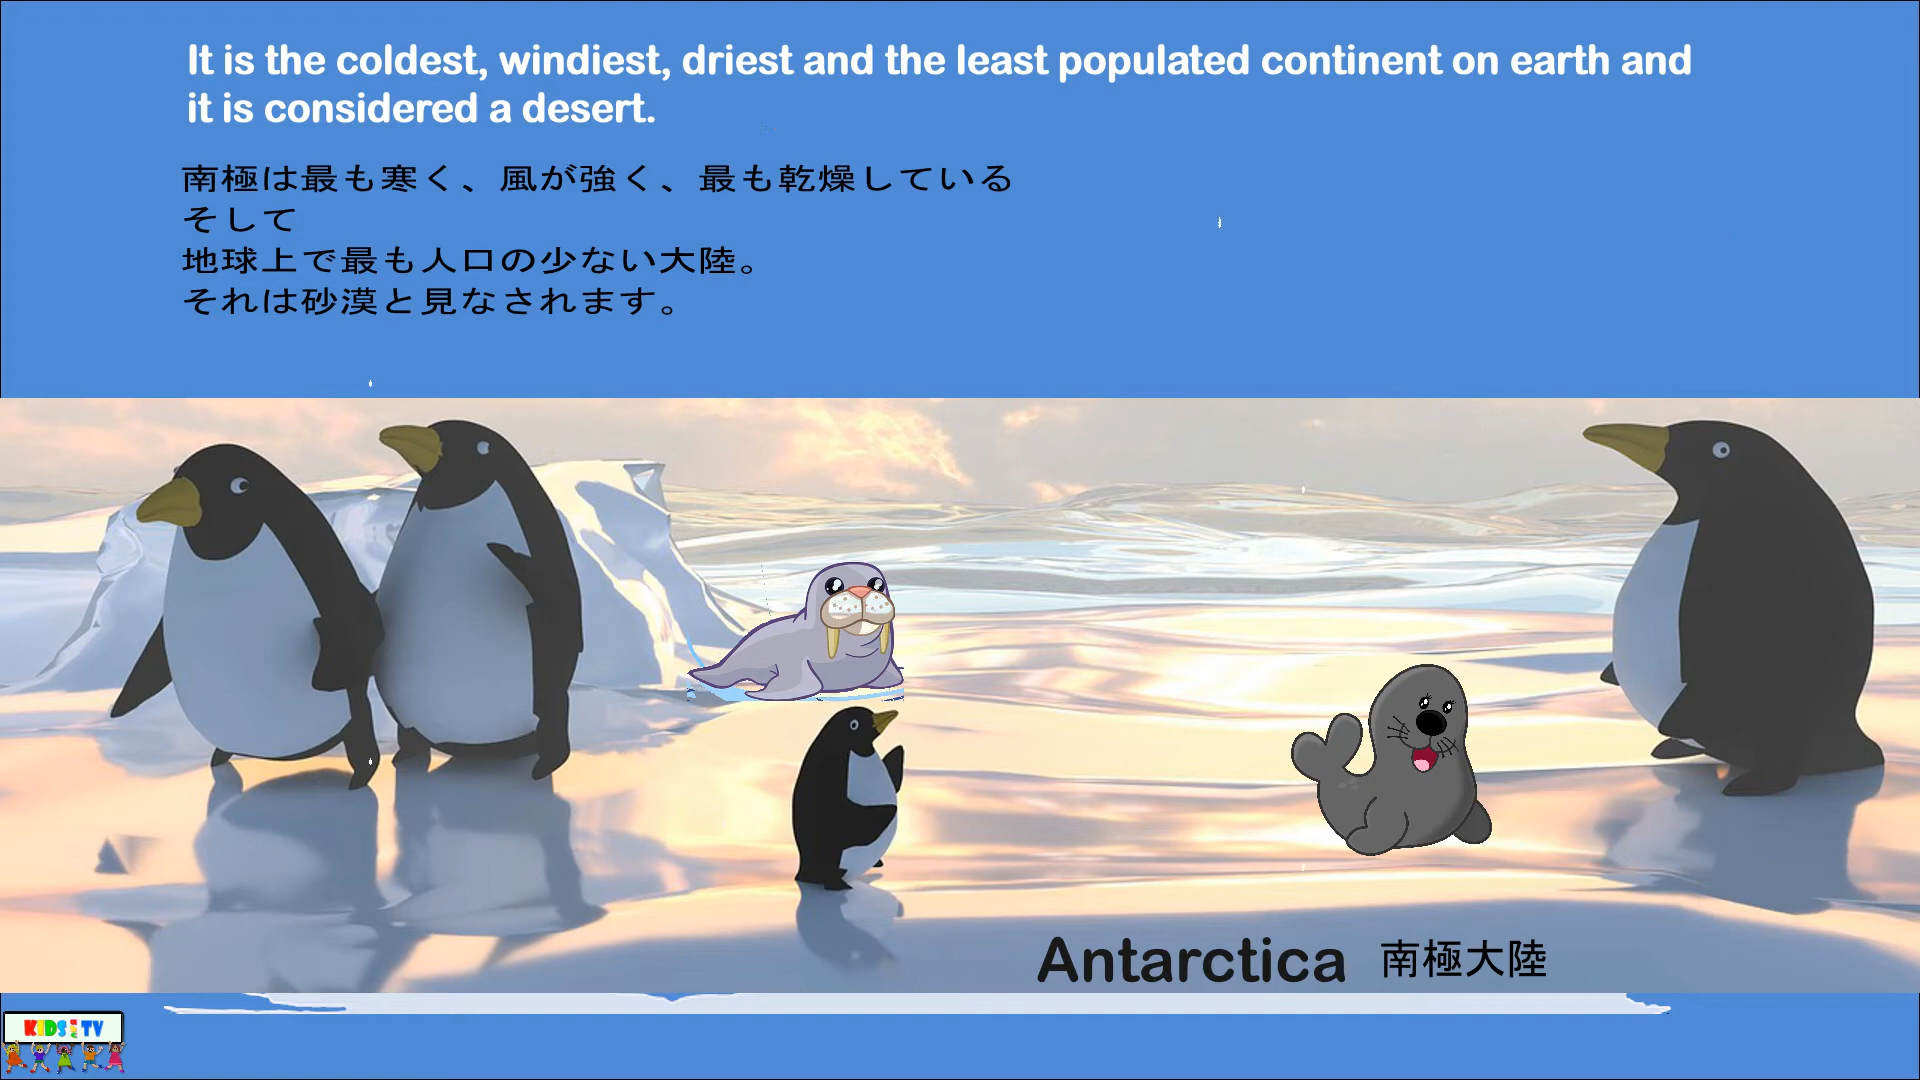 It is the coldest, windiest, driest and the least populated continent on earth and
it is considered a desert.
南極は最も寒く、風が強く、最も乾燥している
そして
地球上で最も人口の少ない大陸。
それは砂漠と見なされます。
Antarctica 南極大陸
KIDS TV